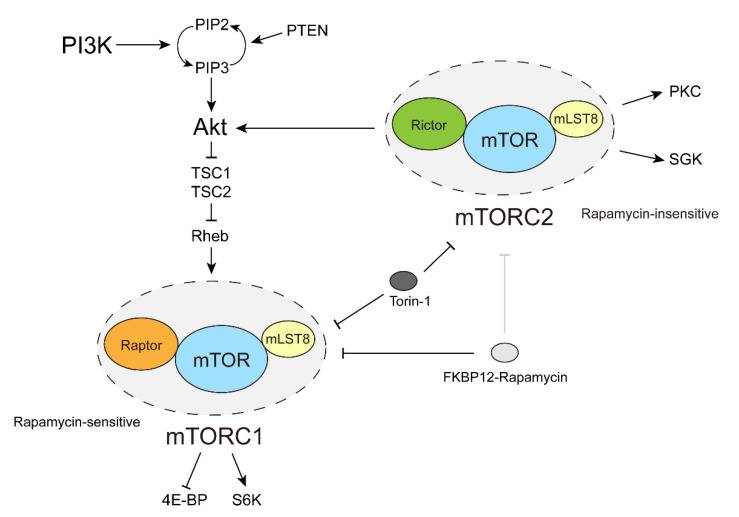 PIP2
PTEN
PI3K
PIP3
Akt
TSC1
TSC2
Rheb
Rictor
mTOR
mLST8
PKC
SGK
mTORC2
Rapamycin-insensitive
Torin-1
Raptor
mTOR
mLST8
FKBP12-Rapamycin
Rapamycin-sensitive
mTORC1
4E-BP
S6K